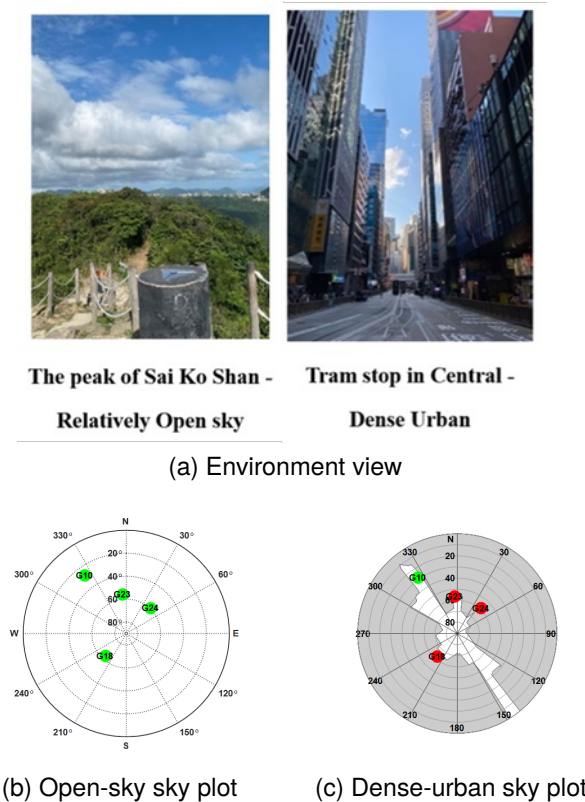 The peak of Sai Ko Shan -
Relatively Open sky
Tram stop in Central -
Dense Urban
(a) Environment view
N
330°
30°
300°
20°
60°
40°
G10
G23
60°
G24
80°
W
E
G18
240°
120°
210°
150°
S
N
330
30
20
300
G10
40
60
G23
60
G24
80
270
90
G18
240
120
210
150
180
(b) Open-sky sky plot
(c) Dense-urban sky plot